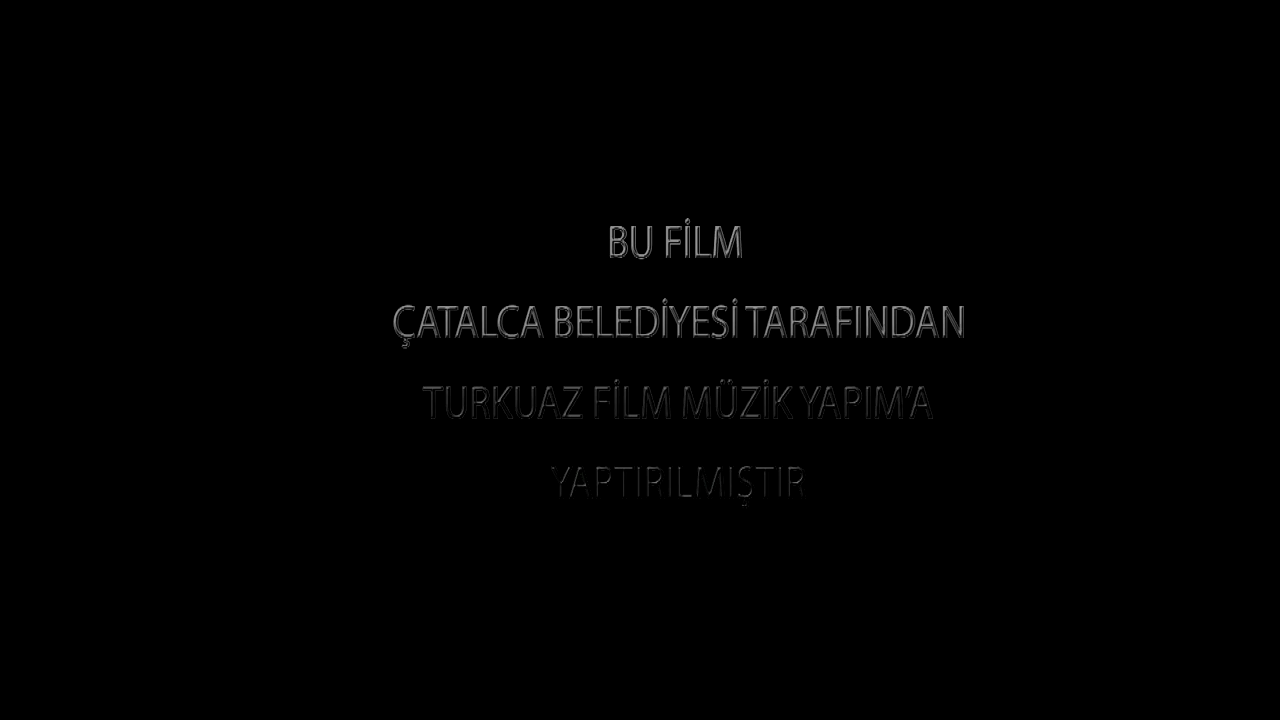 BU FİLM
ÇATALCA BELEDİYESİ TARAFINDAN
TURKUAZ FİLM MÜZİK YAPIM’A
YAPTIRILMIŞTIR